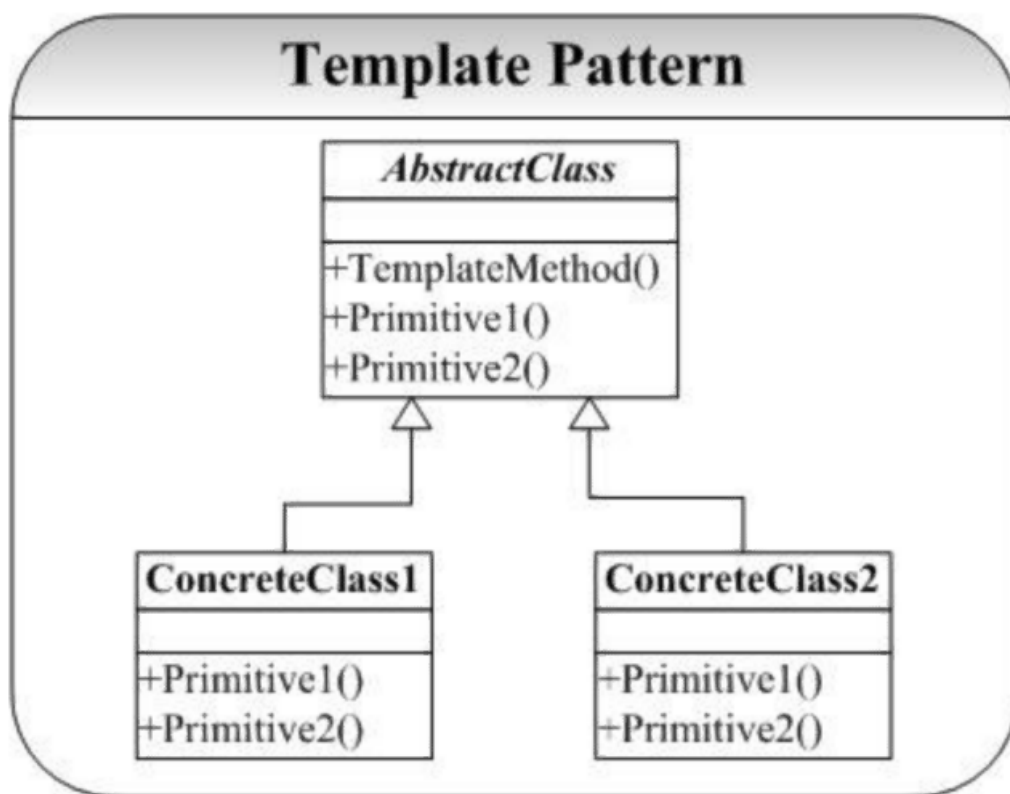 Template Pattern
AbstractClass
+TemplateMethod()
+Primitive1()
+Primitive2()
ConcreteClass1
+Primitive1()
+Primitive2()
ConcreteClass2
+Primitive1()
+Primitive2()